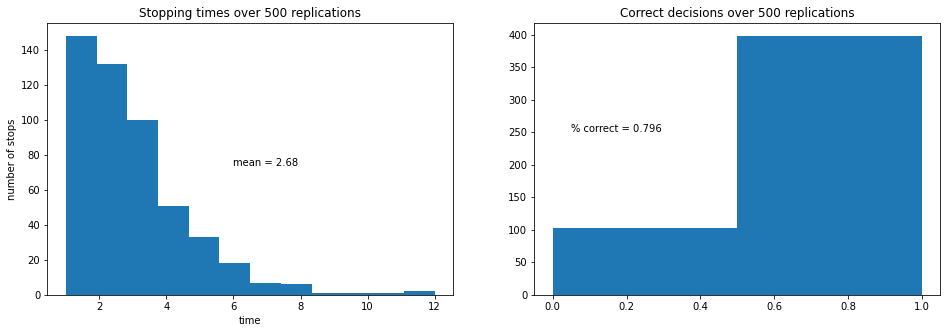 Stopping times over 500 replications
140
120
100
80
60
40
20
0
number of stops
mean = 2.68
2 4 6 8 10 12
time
Correct decisions over 500 replications
400
350
300
250
200
150
100
50
0
% correct = 0.796
0.0 0.2 0.4 0.6 0.8 1.0